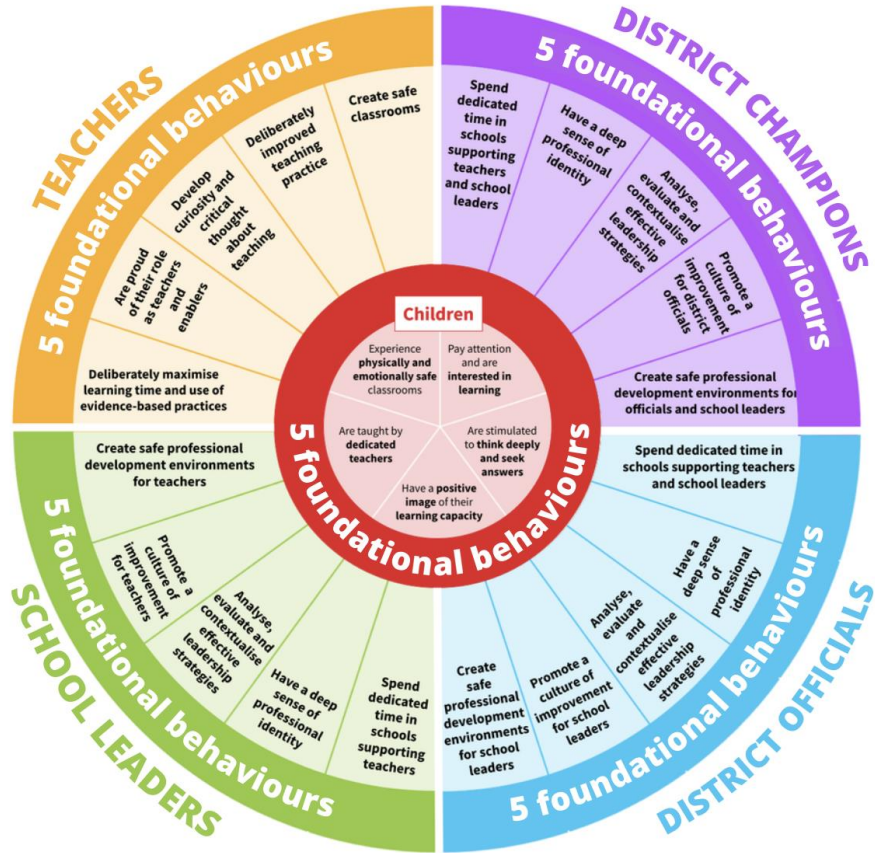 TEACHERS
5 foundational behaviours
Deliberately maximise
learning time and use of
evidence-based practices
Are proud
of their role
as teachers
and
enablers
Develop
curiosity and
critical
thought
about
teaching
Deliberately
improved
teaching
practice
Create safe
classrooms
DISTRICT CHAMPIONS
5 foundational behaviours
Spend
dedicated
time in
schools
supporting
teachers
and school
leaders
Have a deep
sense of
professional
identity
Analyse,
evaluate and
contextualise
effective
leadership
strategies
Promote a
culture of
improvement
for district
officials
Create safe professional
development environments for
officials and school leaders
Children
Experience
physically and
emotionally safe
classrooms
Pay attention
and are
interested in
learning
Are taught by
dedicated
teachers
Are stimulated
to think deeply
and seek
answers
Have a positive
image of their
learning capacity
5 foundational behaviours
SCHOOL LEADERS
5 foundational behaviours
Create safe professional
development environments
for teachers
Promote a
culture of
improvement
for teachers
Analyse,
evaluate and
contextualise
effective
leadership
strategies
Have a deep
sense of
professional
identity
Spend
dedicated
time in
schools
supporting
teachers
DISTRICT OFFICIALS
5 foundational behaviours
Spend dedicated time in
schools supporting teachers
and school leaders
Have a
deep sense
of
professional
identity
Analyse,
evaluate
and
contextualise
effective
leadership
strategies
Promote a
culture of
improvement
for school
leaders
Create
safe
professional
development
environments
for school
leaders